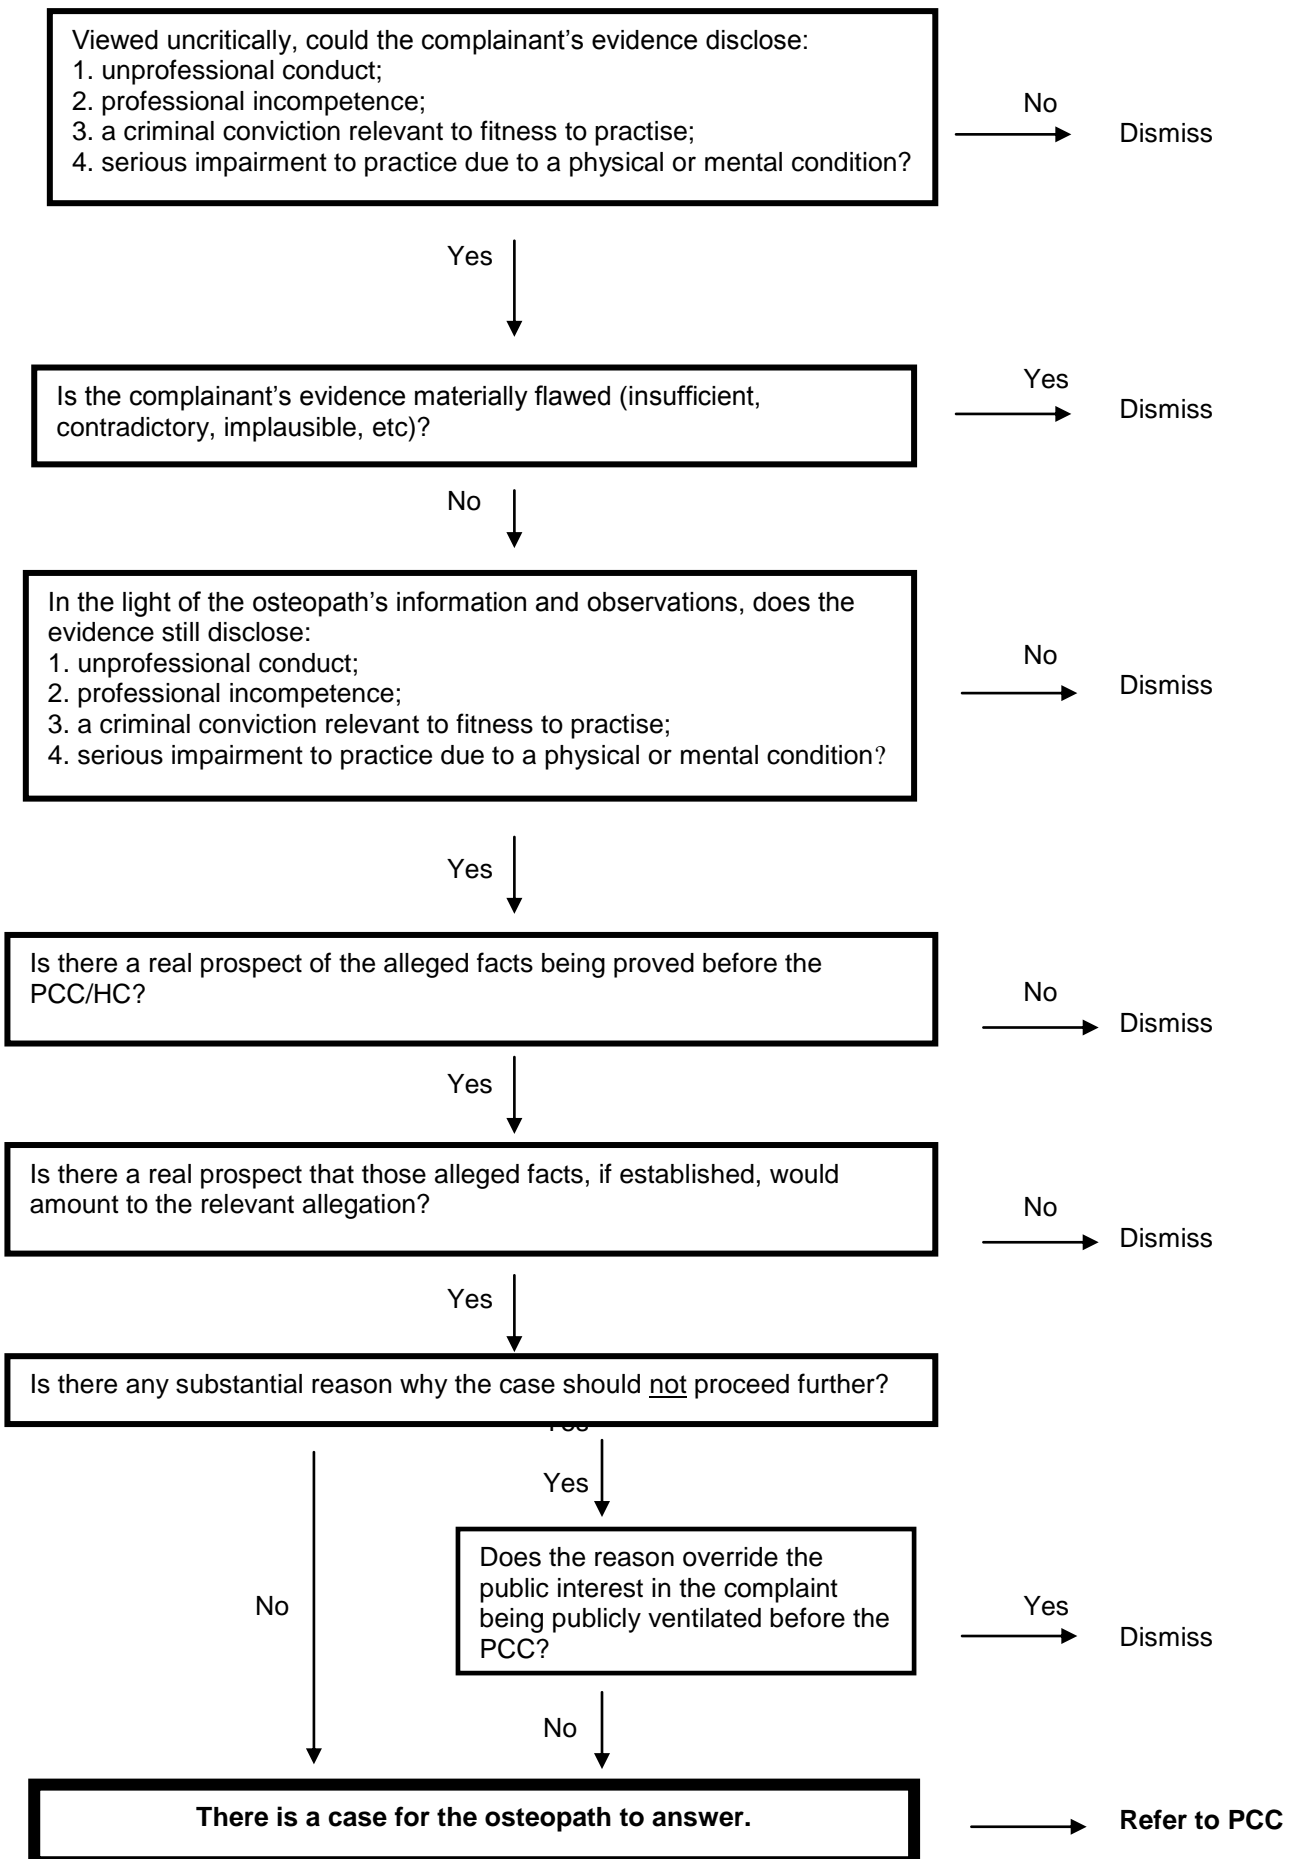 Viewed uncritically, could the complainant’s evidence disclose:
1. unprofessional conduct;
2. professional incompetence;
3. a criminal conviction relevant to fitness to practise;
4. serious impairment to practice due to a physical or mental condition?
No
Dismiss
Yes
Is the complainant’s evidence materially flawed (insufficient,
contradictory, implausible, etc)?
Yes
Dismiss
No
In the light of the osteopath’s information and observations, does the
evidence still disclose:
1. unprofessional conduct;
2. professional incompetence;
3. a criminal conviction relevant to fitness to practise;
4. serious impairment to practice due to a physical or mental condition?
No
Dismiss
Yes
Is there a real prospect of the alleged facts being proved before the
PCC/HC?
No
Dismiss
Yes
Is there a real prospect that those alleged facts, if established, would
amount to the relevant allegation?
No
Dismiss
Yes
Is there any substantial reason why the case should not proceed further?
Yes
Yes
Does the reason override the
public interest in the complaint
being publicly ventilated before the
PCC?
No
Yes
Dismiss
No
There is a case for the osteopath to answer.
Refer to PCC